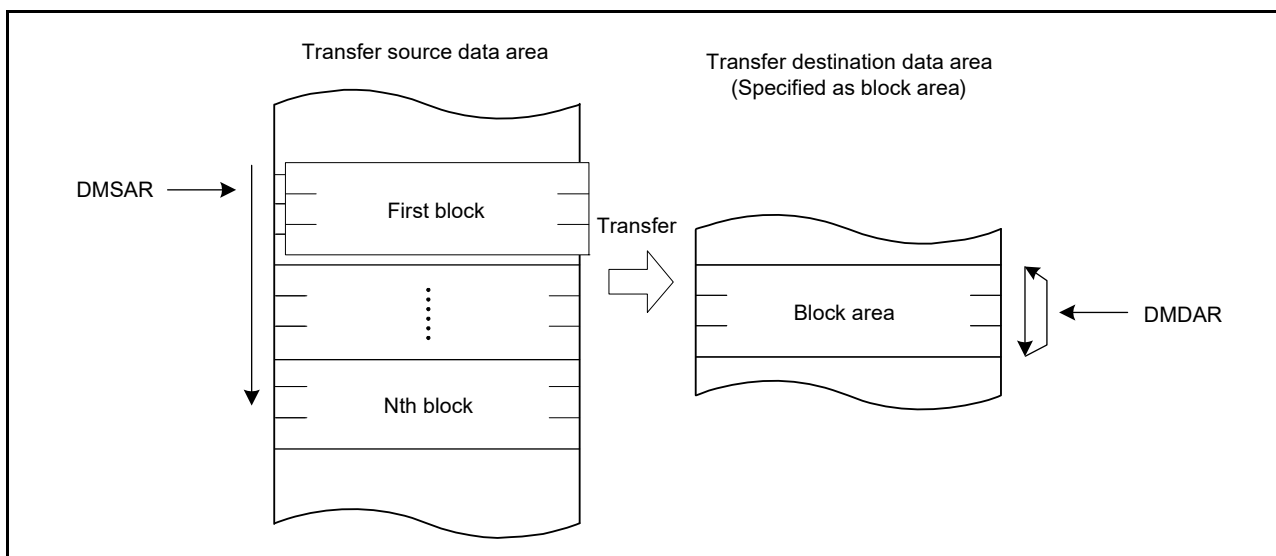 Transfer source data area
Transfer destination data area
(Specified as block area)
DMSAR
First block
Transfer
Block area
DMDAR
Nth block